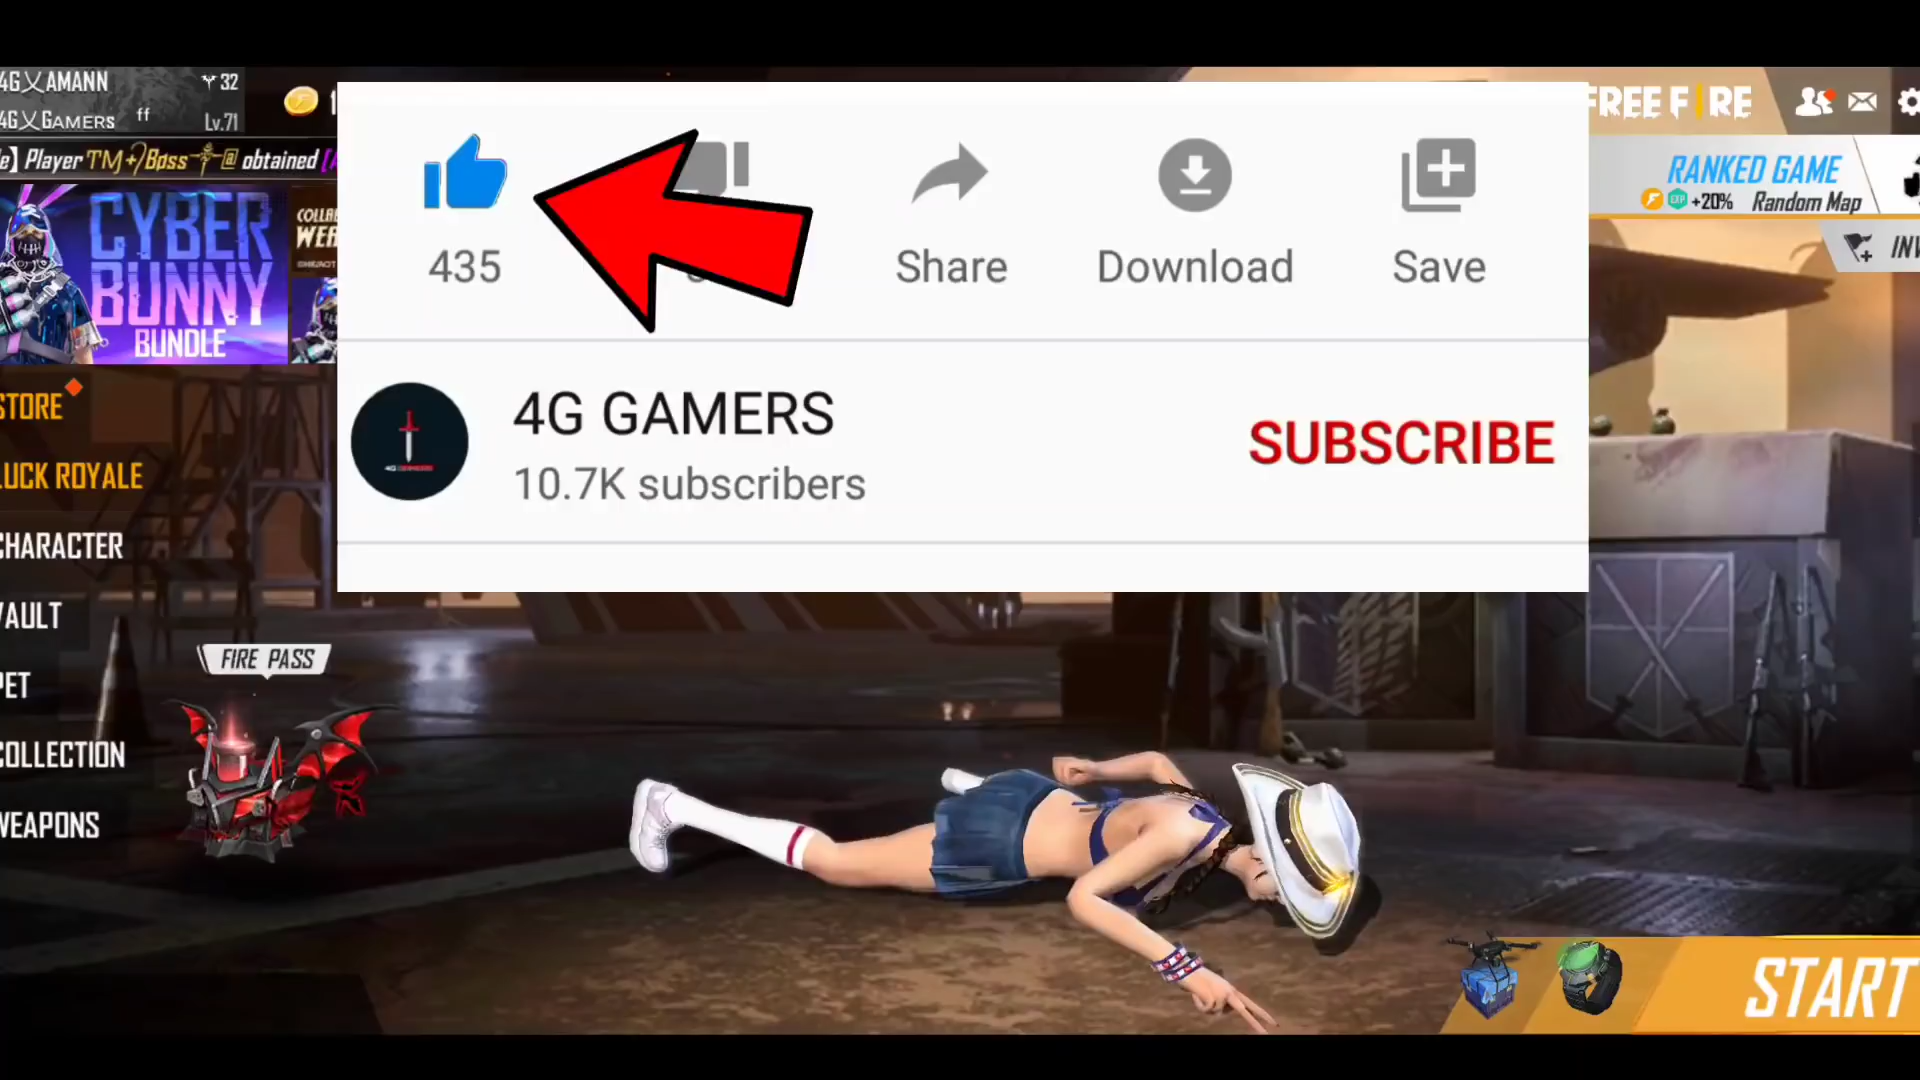 4G乂AMANN
32
4G乂GAMERS
ff
Lv.71
FREE FIRE
Player TM obtained
RANKED GAME
EXP +20% Random Map
CYBER
BUNNY
BUNDLE
435
Share
Download
Save
4G GAMERS
10.7K subscribers
SUBSCRIBE
STORE
LUCK ROYALE
CHARACTER
VAULT
PET
COLLECTION
WEAPONS
FIRE PASS
START